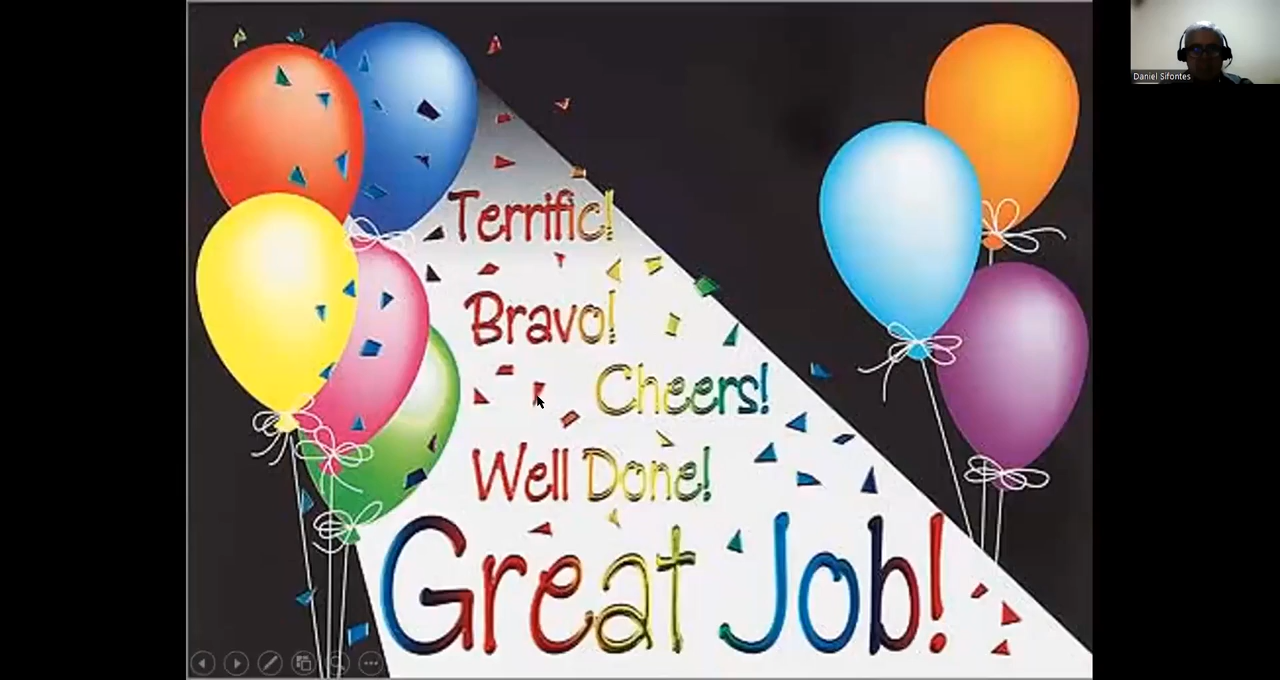 Daniel Sifontes
Terrific!
Bravo!
Cheers!
Well Done!
Great Job!